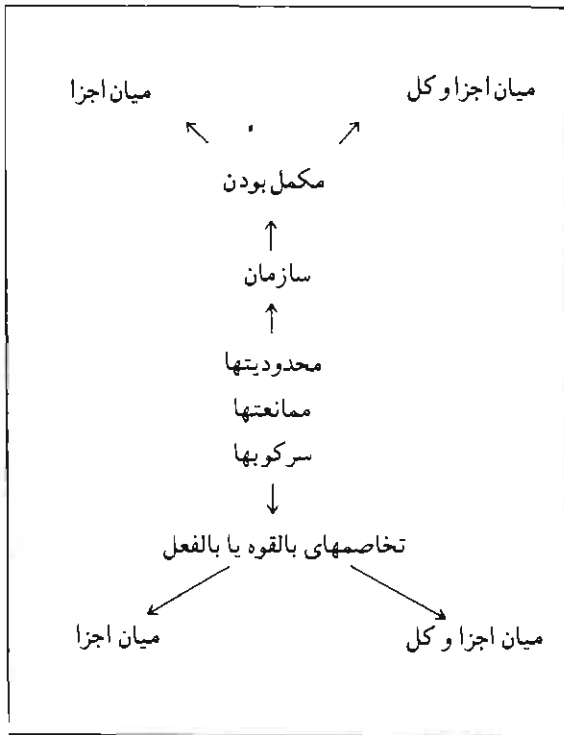 میان اجزا و کل
میان اجزا
مکمل بودن
سازمان
محدودیتها
ممانعتها
سرکوبها
تخاصمهای بالقوه یا بالفعل
میان اجزا و کل
میان اجزا